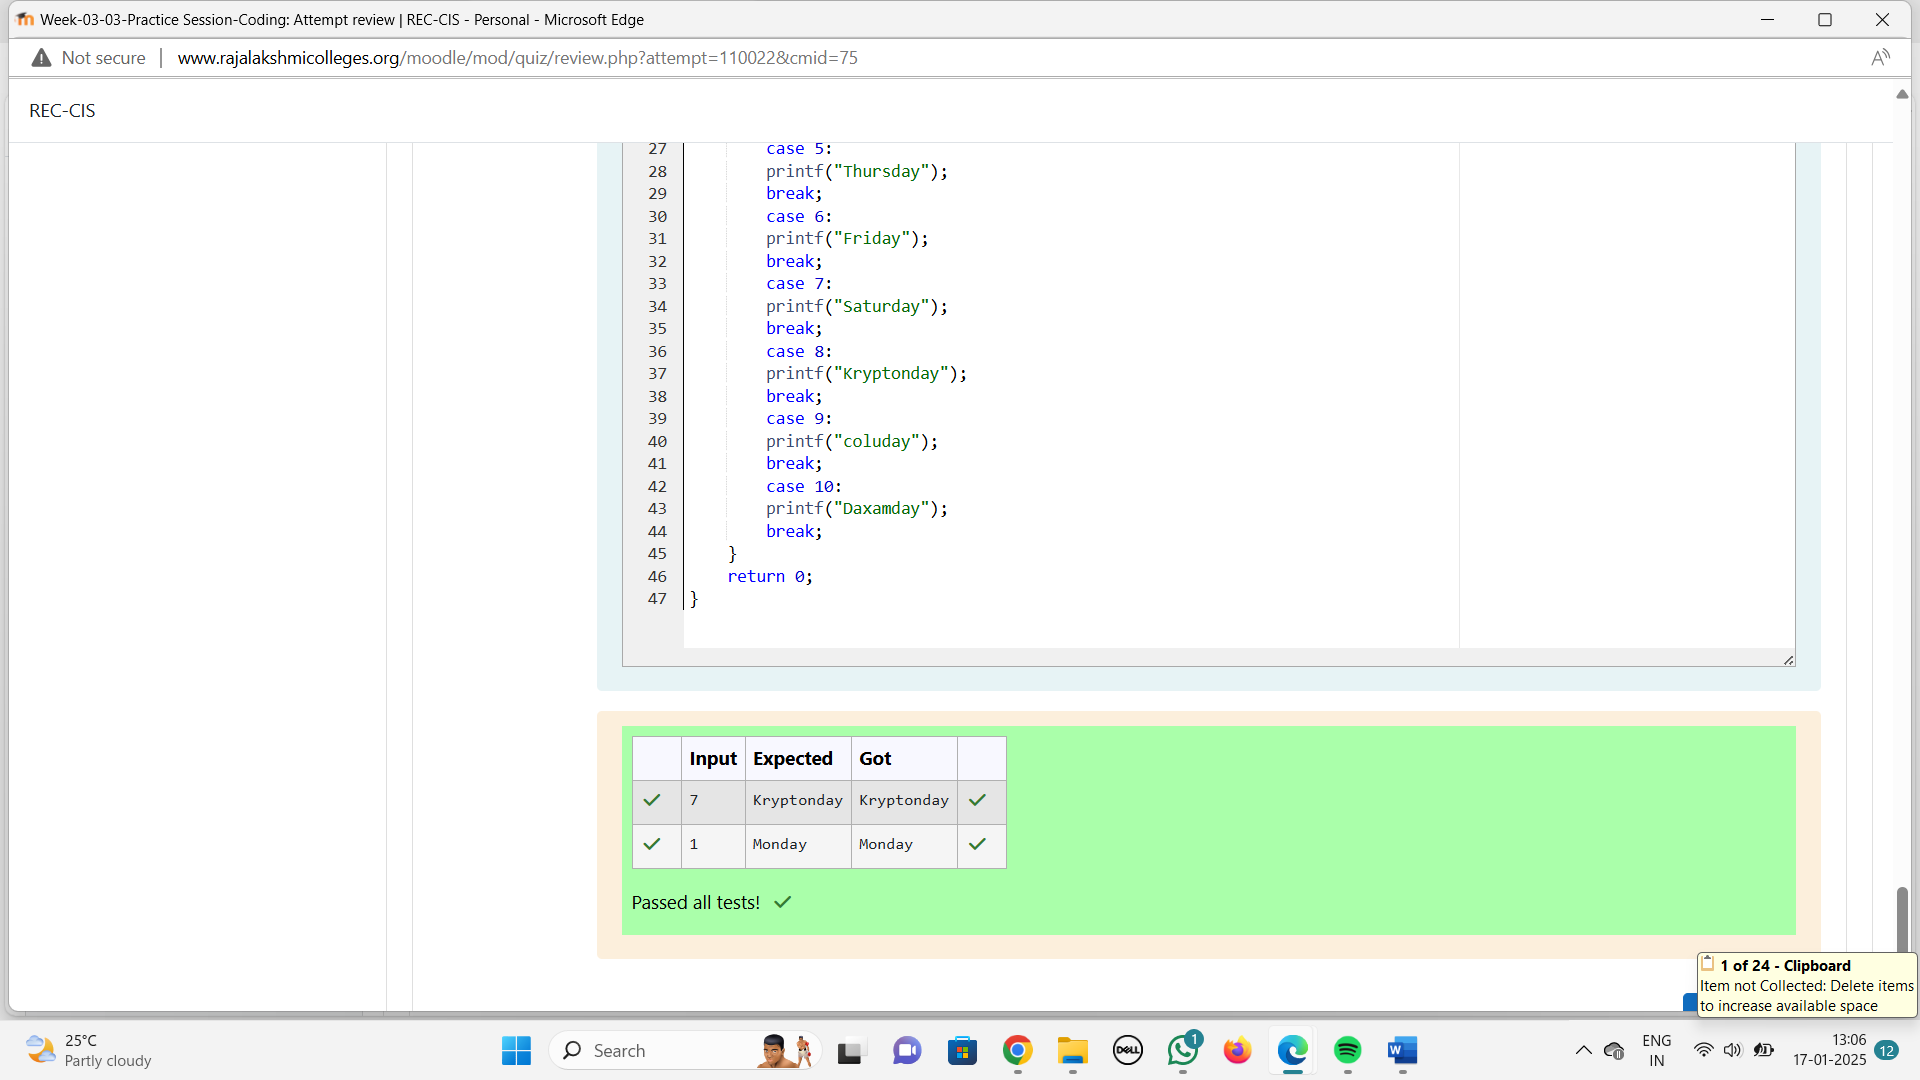 Week-03-03-Practice Session-Coding: Attempt review | REC-CIS - Personal - Microsoft Edge
Not secure | www.rajalakshmicolleges.org/moodle/mod/quiz/review.php?attempt=110022&cmid=75
REC-CIS
27 case 5:
28 printf("Thursday");
29 break;
30 case 6:
31 printf("Friday");
32 break;
33 case 7:
34 printf("Saturday");
35 break;
36 case 8:
37 printf("Kryptonday");
38 break;
39 case 9:
40 printf("coluday");
41 break;
42 case 10:
43 printf("Daxamday");
44 break;
45 }
46 return 0;
47 }
Input Expected Got
7 Kryptonday Kryptonday
1 Monday Monday
Passed all tests!
1 of 24 - Clipboard
Item not Collected: Delete items
to increase available space
25°C
Partly cloudy
Search
DELL
1
W
ENG
IN
13:06
17-01-2025
12